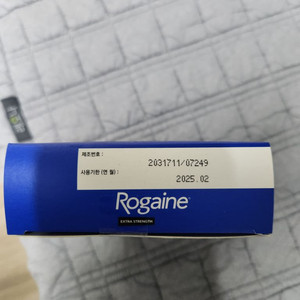 제조번호 :
2031711/07249
사용기한 (연.월) :
2025.02
Rogaine
EXTRA STRENGTH